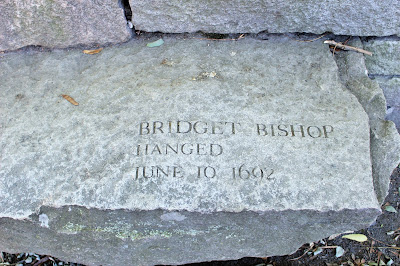 BRIDGET BISHOP
HANGED
JUNE 10, 1692